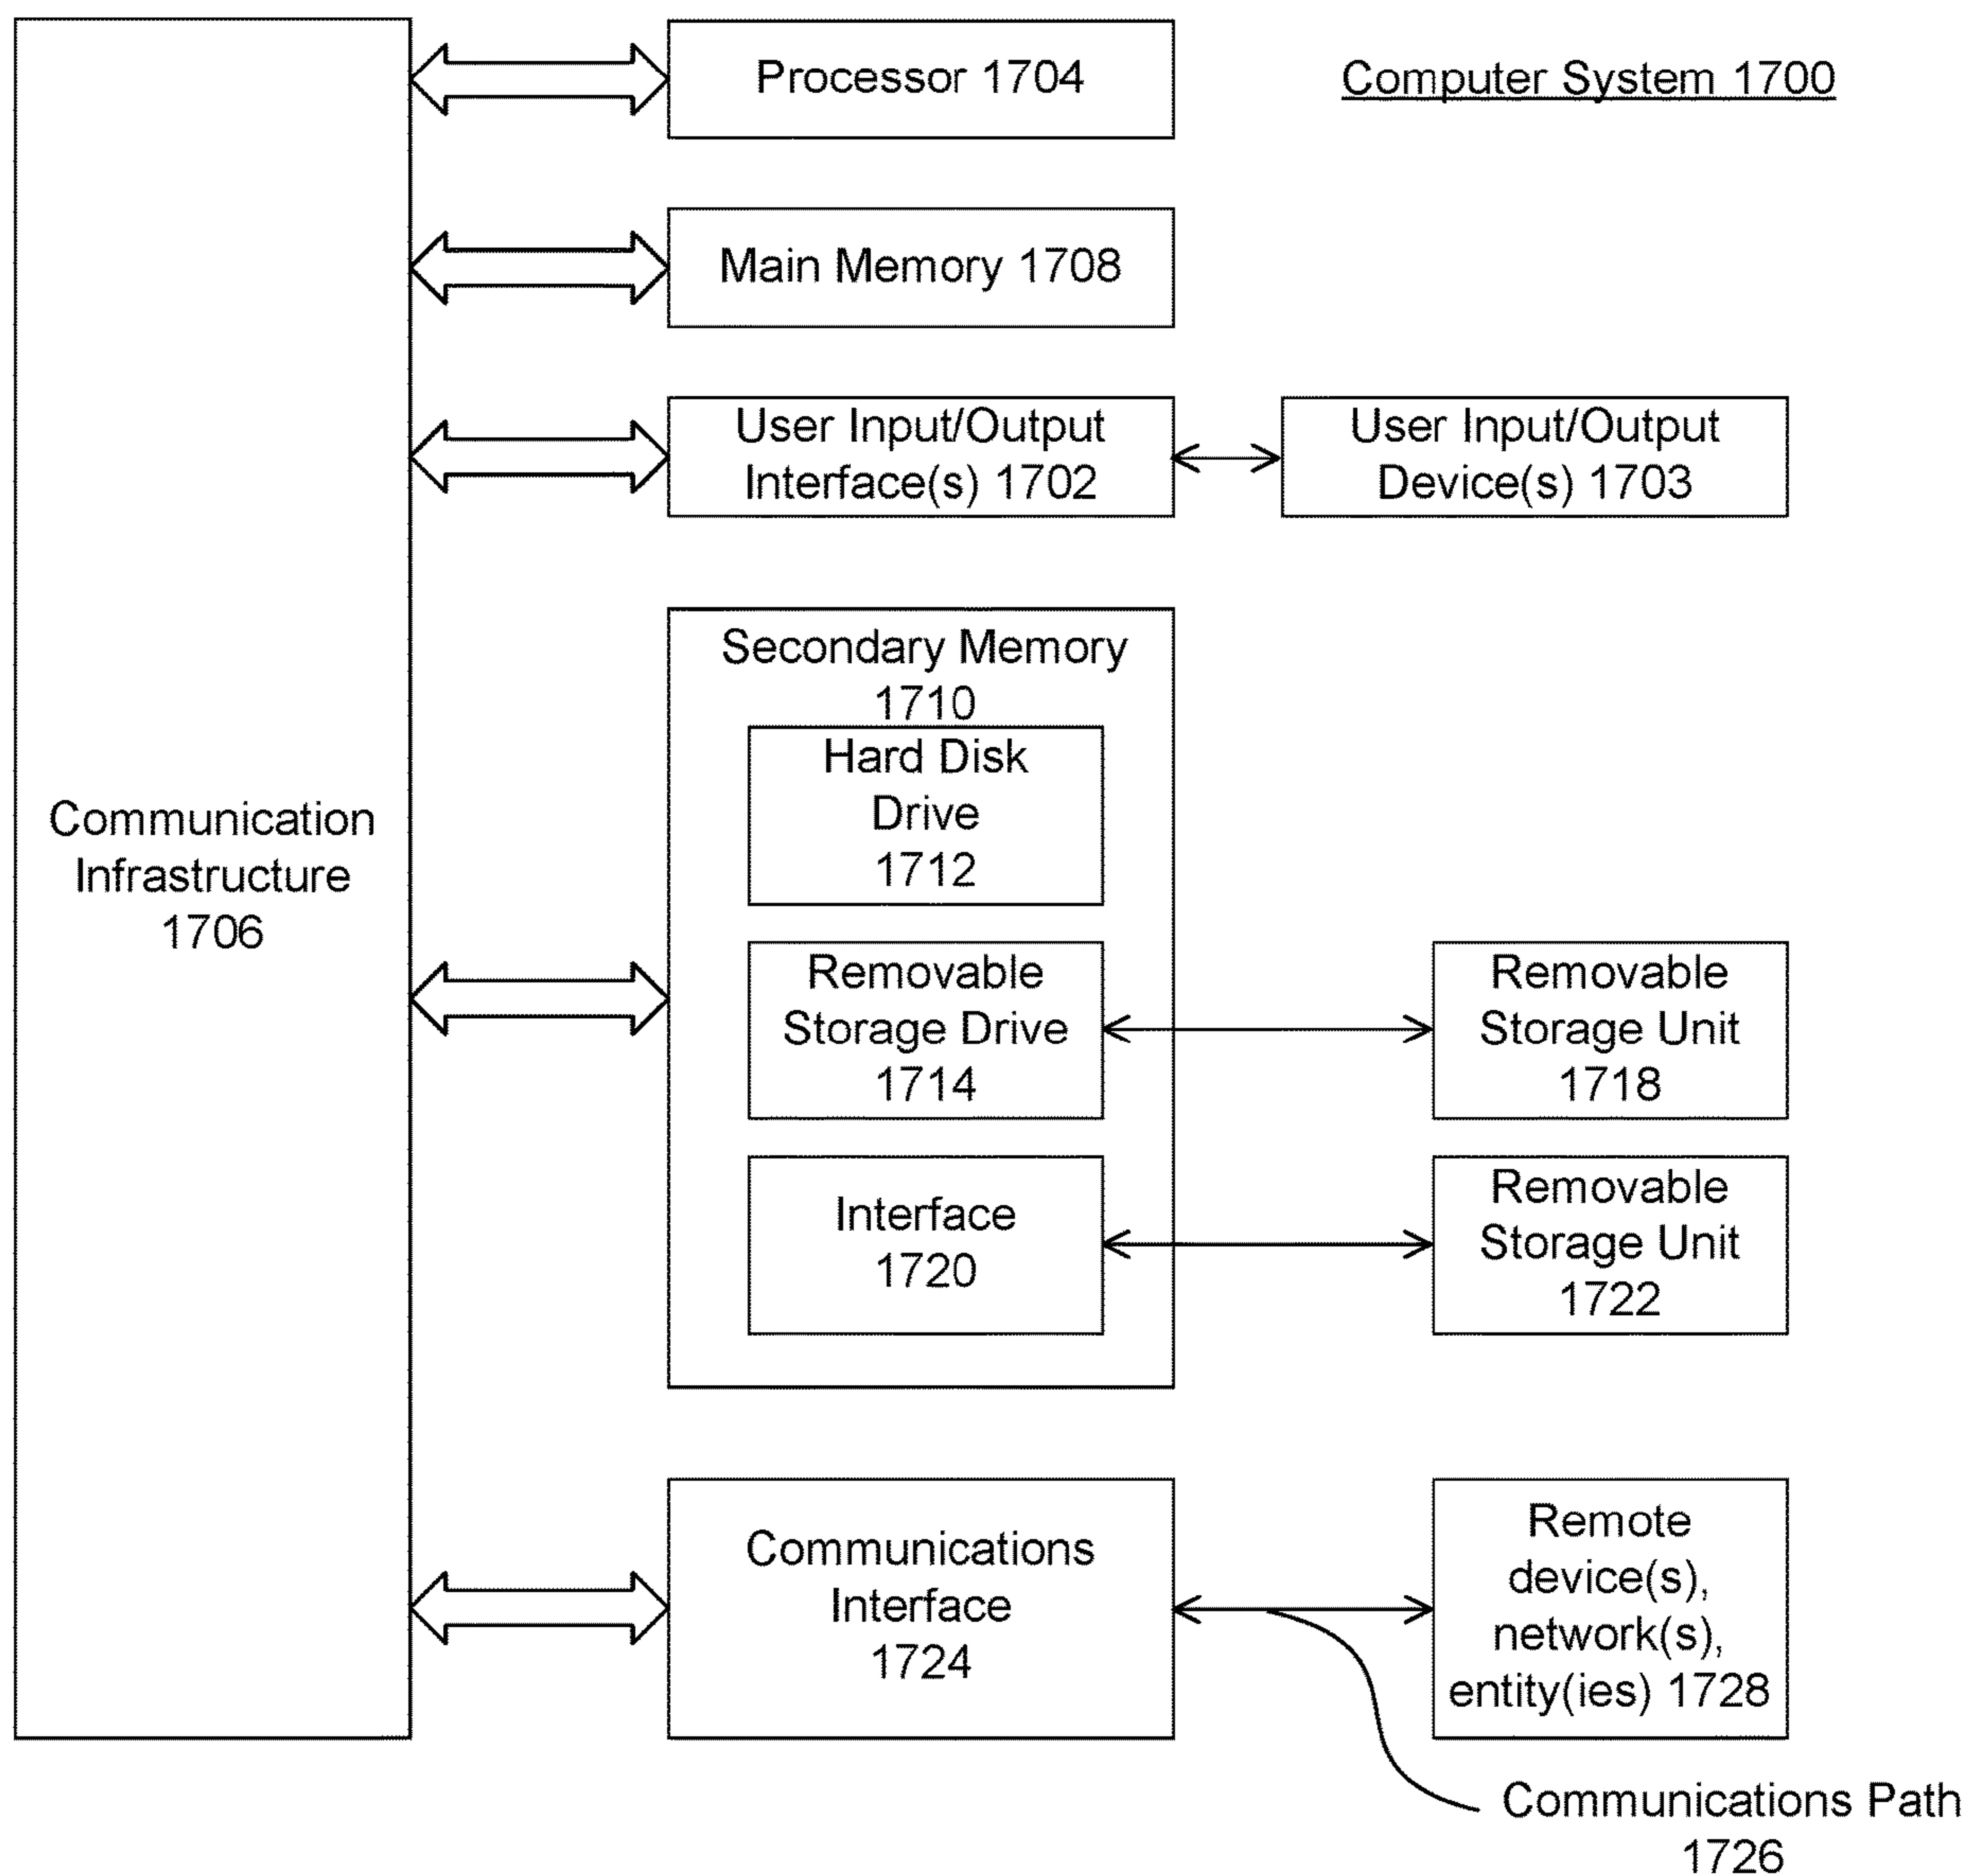 Processor 1704
Computer System 1700
Main Memory 1708
User Input/Output
Interface(s) 1702
User Input/Output
Device(s) 1703
Secondary Memory
1710
Hard Disk
Drive
1712
Communication
Infrastructure
1706
Removable
Storage Drive
1714
Removable
Storage Unit
1718
Interface
1720
Removable
Storage Unit
1722
Communications
Interface
1724
Remote
device(s),
network(s),
entity(ies) 1728
Communications Path
1726